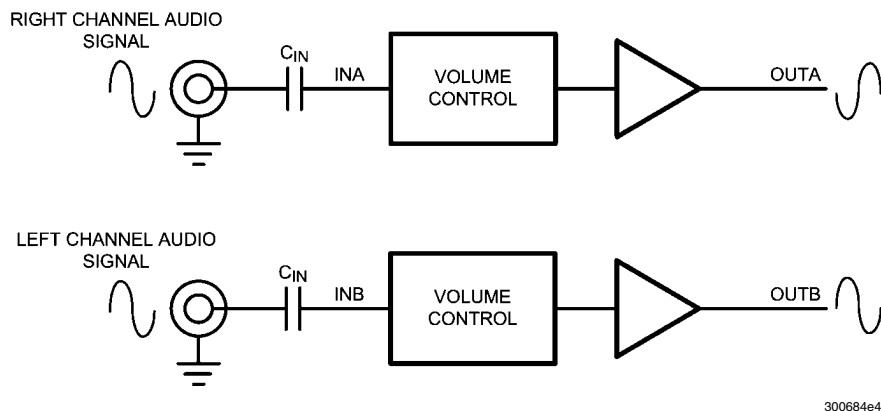 RIGHT CHANNEL AUDIO
SIGNAL
CIN
INA
VOLUME
CONTROL
OUTA
LEFT CHANNEL AUDIO
SIGNAL
CIN
INB
VOLUME
CONTROL
OUTB
300684e4